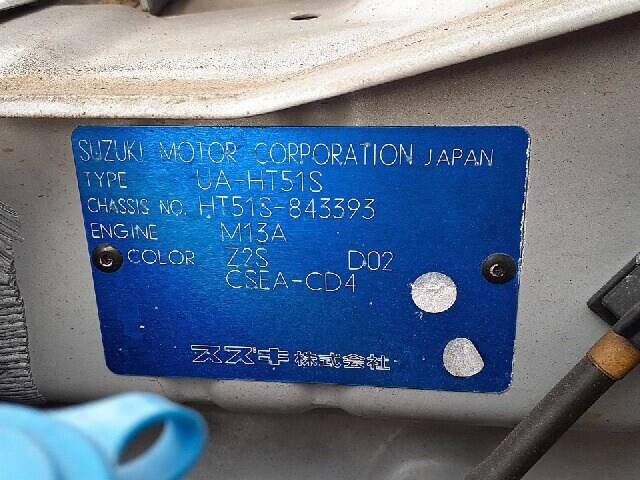 SUZUKI MOTOR CORPORATION JAPAN
TYPE UA-HT51S
CHASSIS NO. HT51S-843393
ENGINE M13A
COLOR Z2S D02
CSEA-CD4
スズキ株式会社